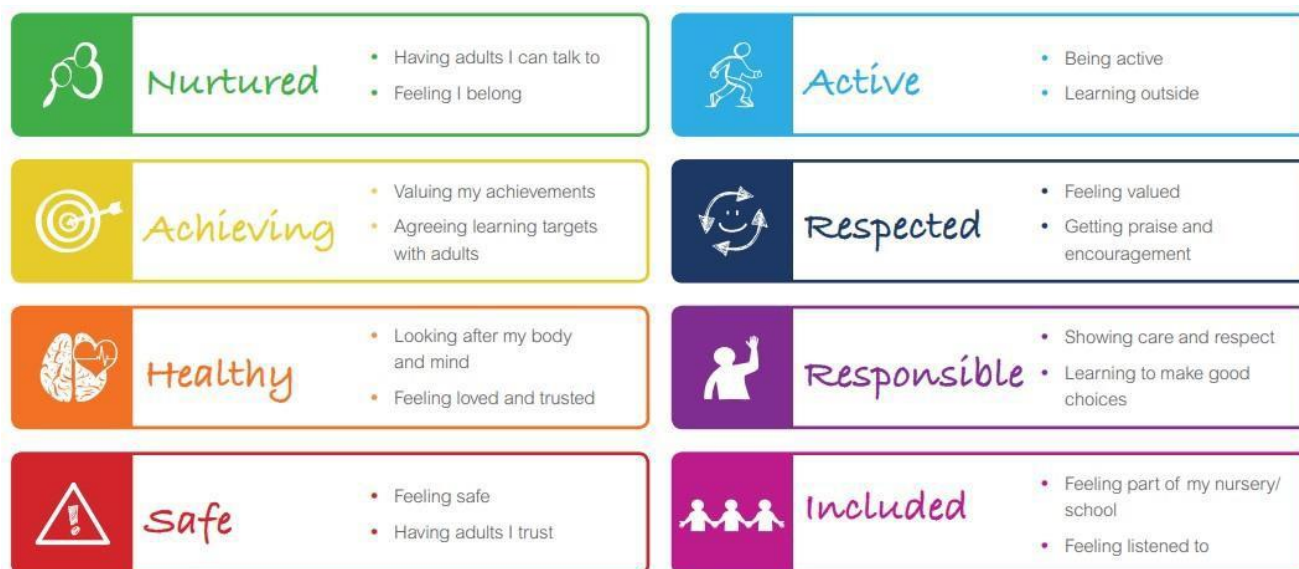 Nurtured
Having adults I can talk to
Feeling I belong
Active
Being active
Learning outside
Achieving
Valuing my achievements
Agreeing learning targets
with adults
Respected
Feeling valued
Getting praise and
encouragement
Healthy
Looking after my body
and mind
Feeling loved and trusted
Responsible
Showing care and respect
Learning to make good
choices
Safe
Feeling safe
Having adults I trust
Included
Feeling part of my nursery/
school
Feeling listened to